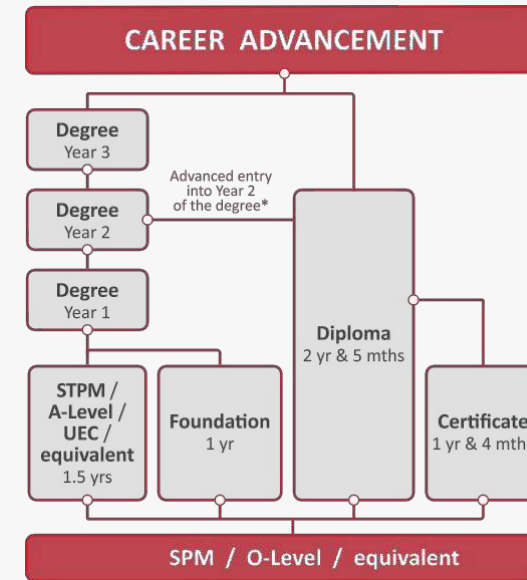 CAREER ADVANCEMENT
Degree
Year 3
Degree
Year 2
Advanced entry
into Year 2
of the degree*
Degree
Year 1
STPM /
A-Level /
UEC /
equivalent
1.5 yrs
Foundation
1 yr
Diploma
2 yr & 5 mths
Certificate
1 yr & 4 mth
SPM / O-Level / equivalent